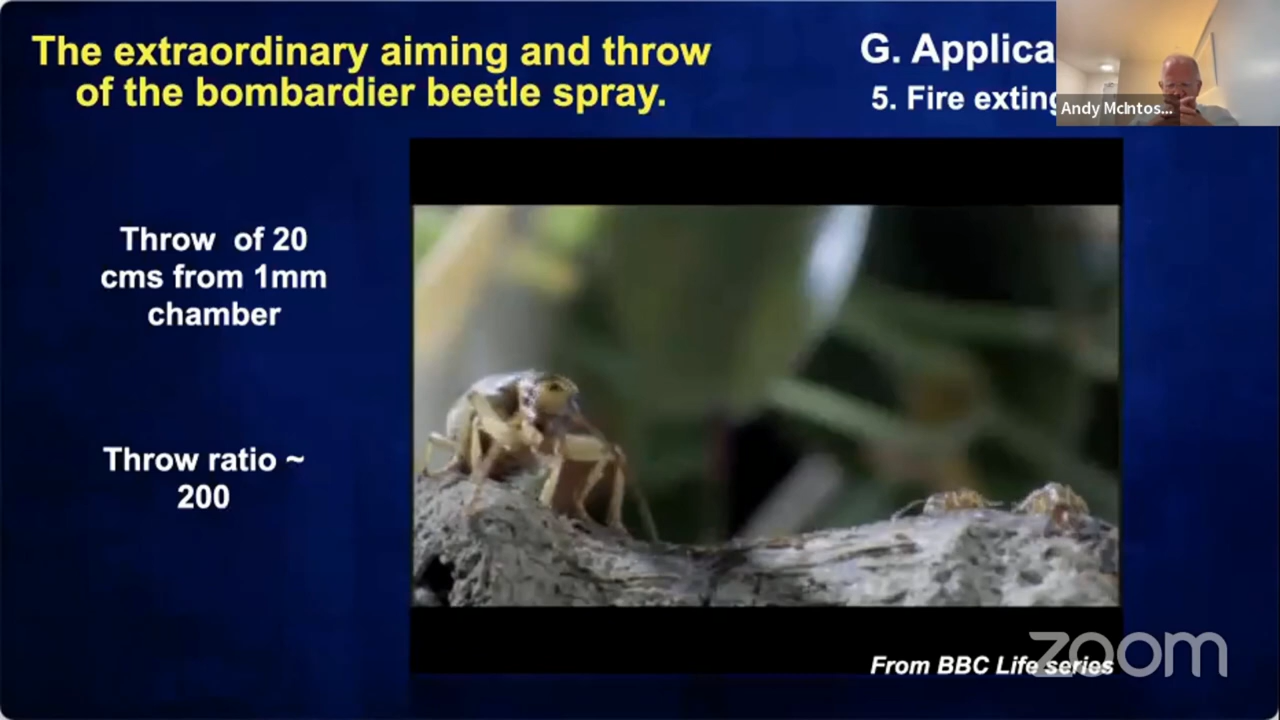 The extraordinary aiming and throw
of the bombardier beetle spray.
G. Applica
5. Fire exting
Andy McIntos...
Throw of 20
cms from 1mm
chamber
Throw ratio ~
200
From BBC Life series
zoom